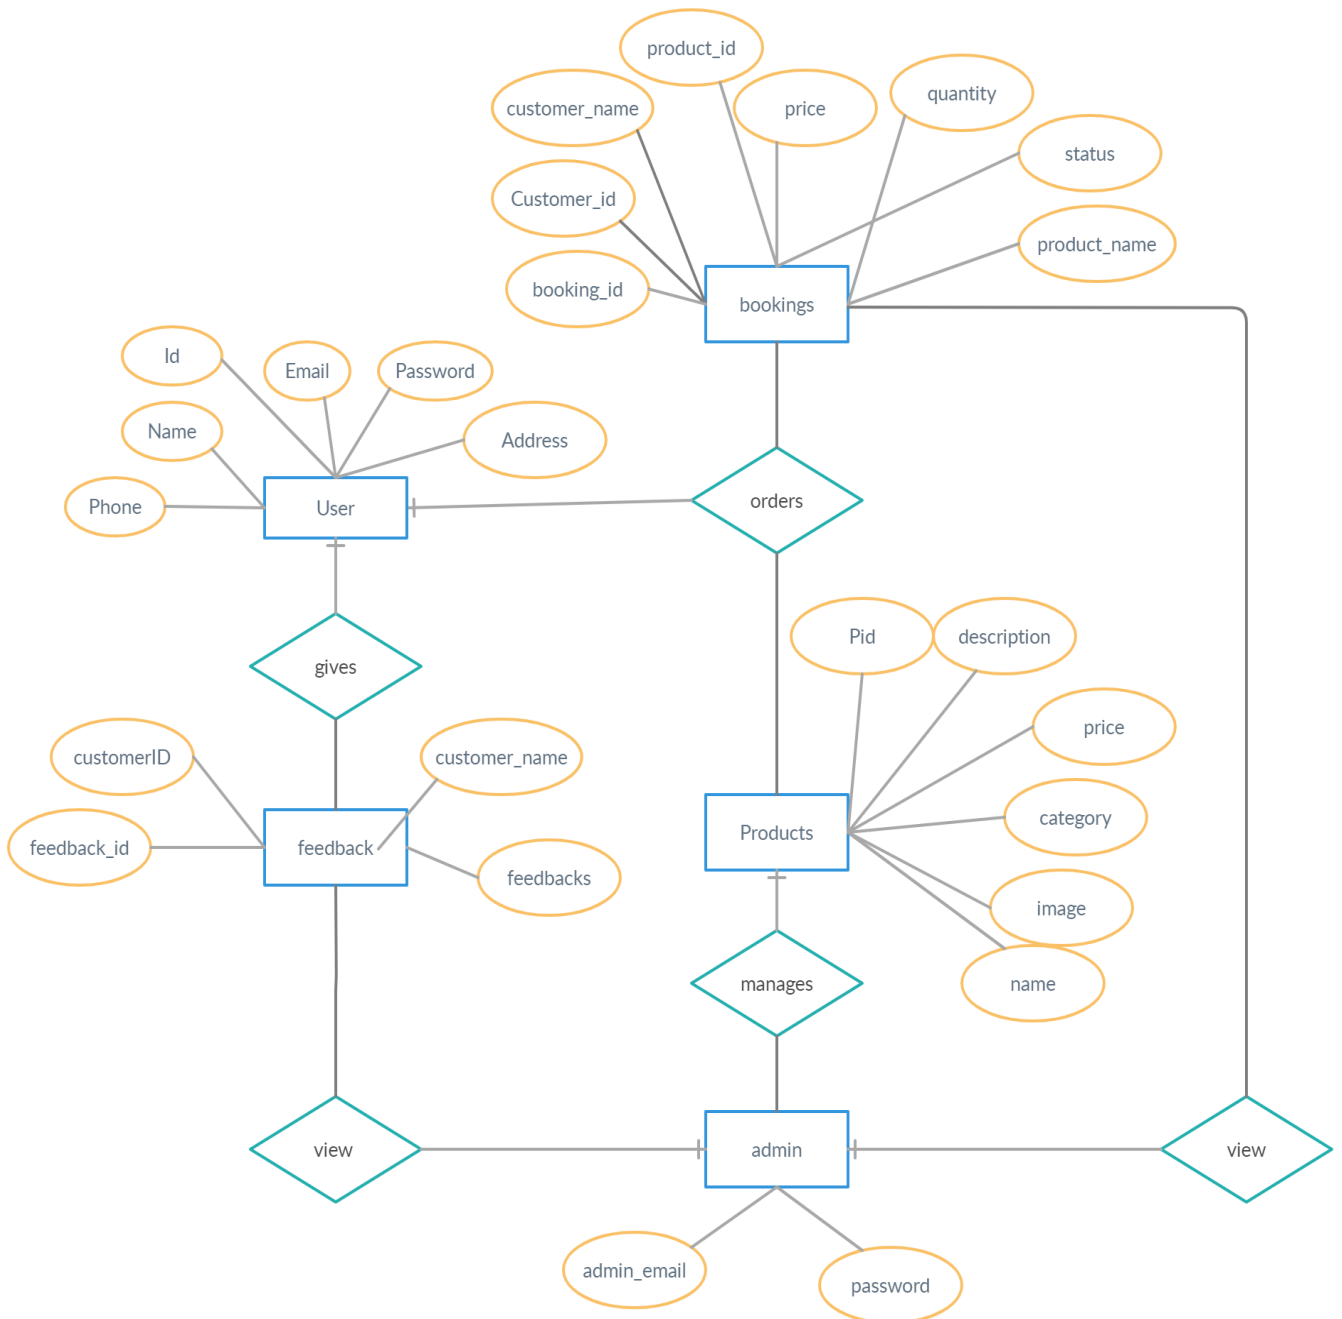 product_id
price
quantity
customer_name
status
Customer_id
product_name
booking_id
bookings
Id
Email
Password
Name
Address
Phone
User
orders
gives
Pid
description
customerID
customer_name
price
feedback_id
feedback
feedbacks
Products
category
image
name
manages
view
admin
view
admin_email
password